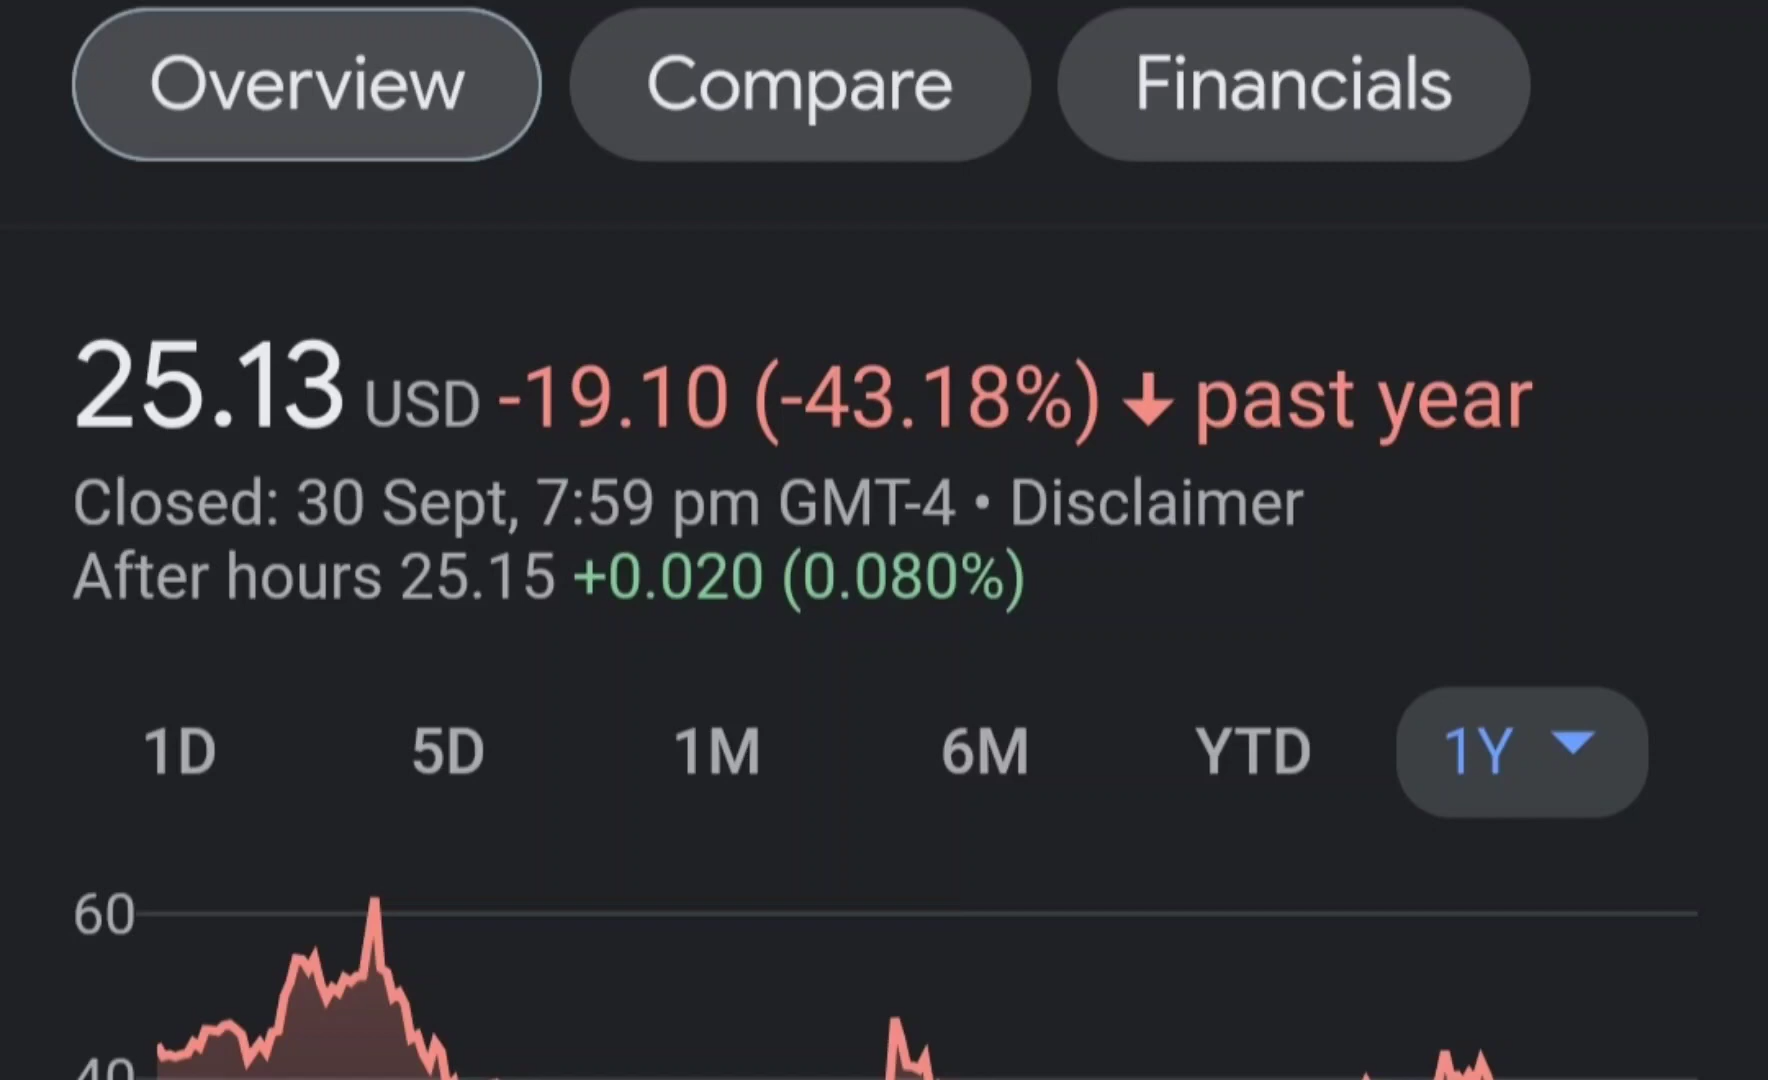 Overview Compare Financials
25.13 USD -19.10 (-43.18%) ↓ past year
Closed: 30 Sept, 7:59 pm GMT-4 • Disclaimer
After hours 25.15 +0.020 (0.080%)
1D 5D 1M 6M YTD 1Y
60
40